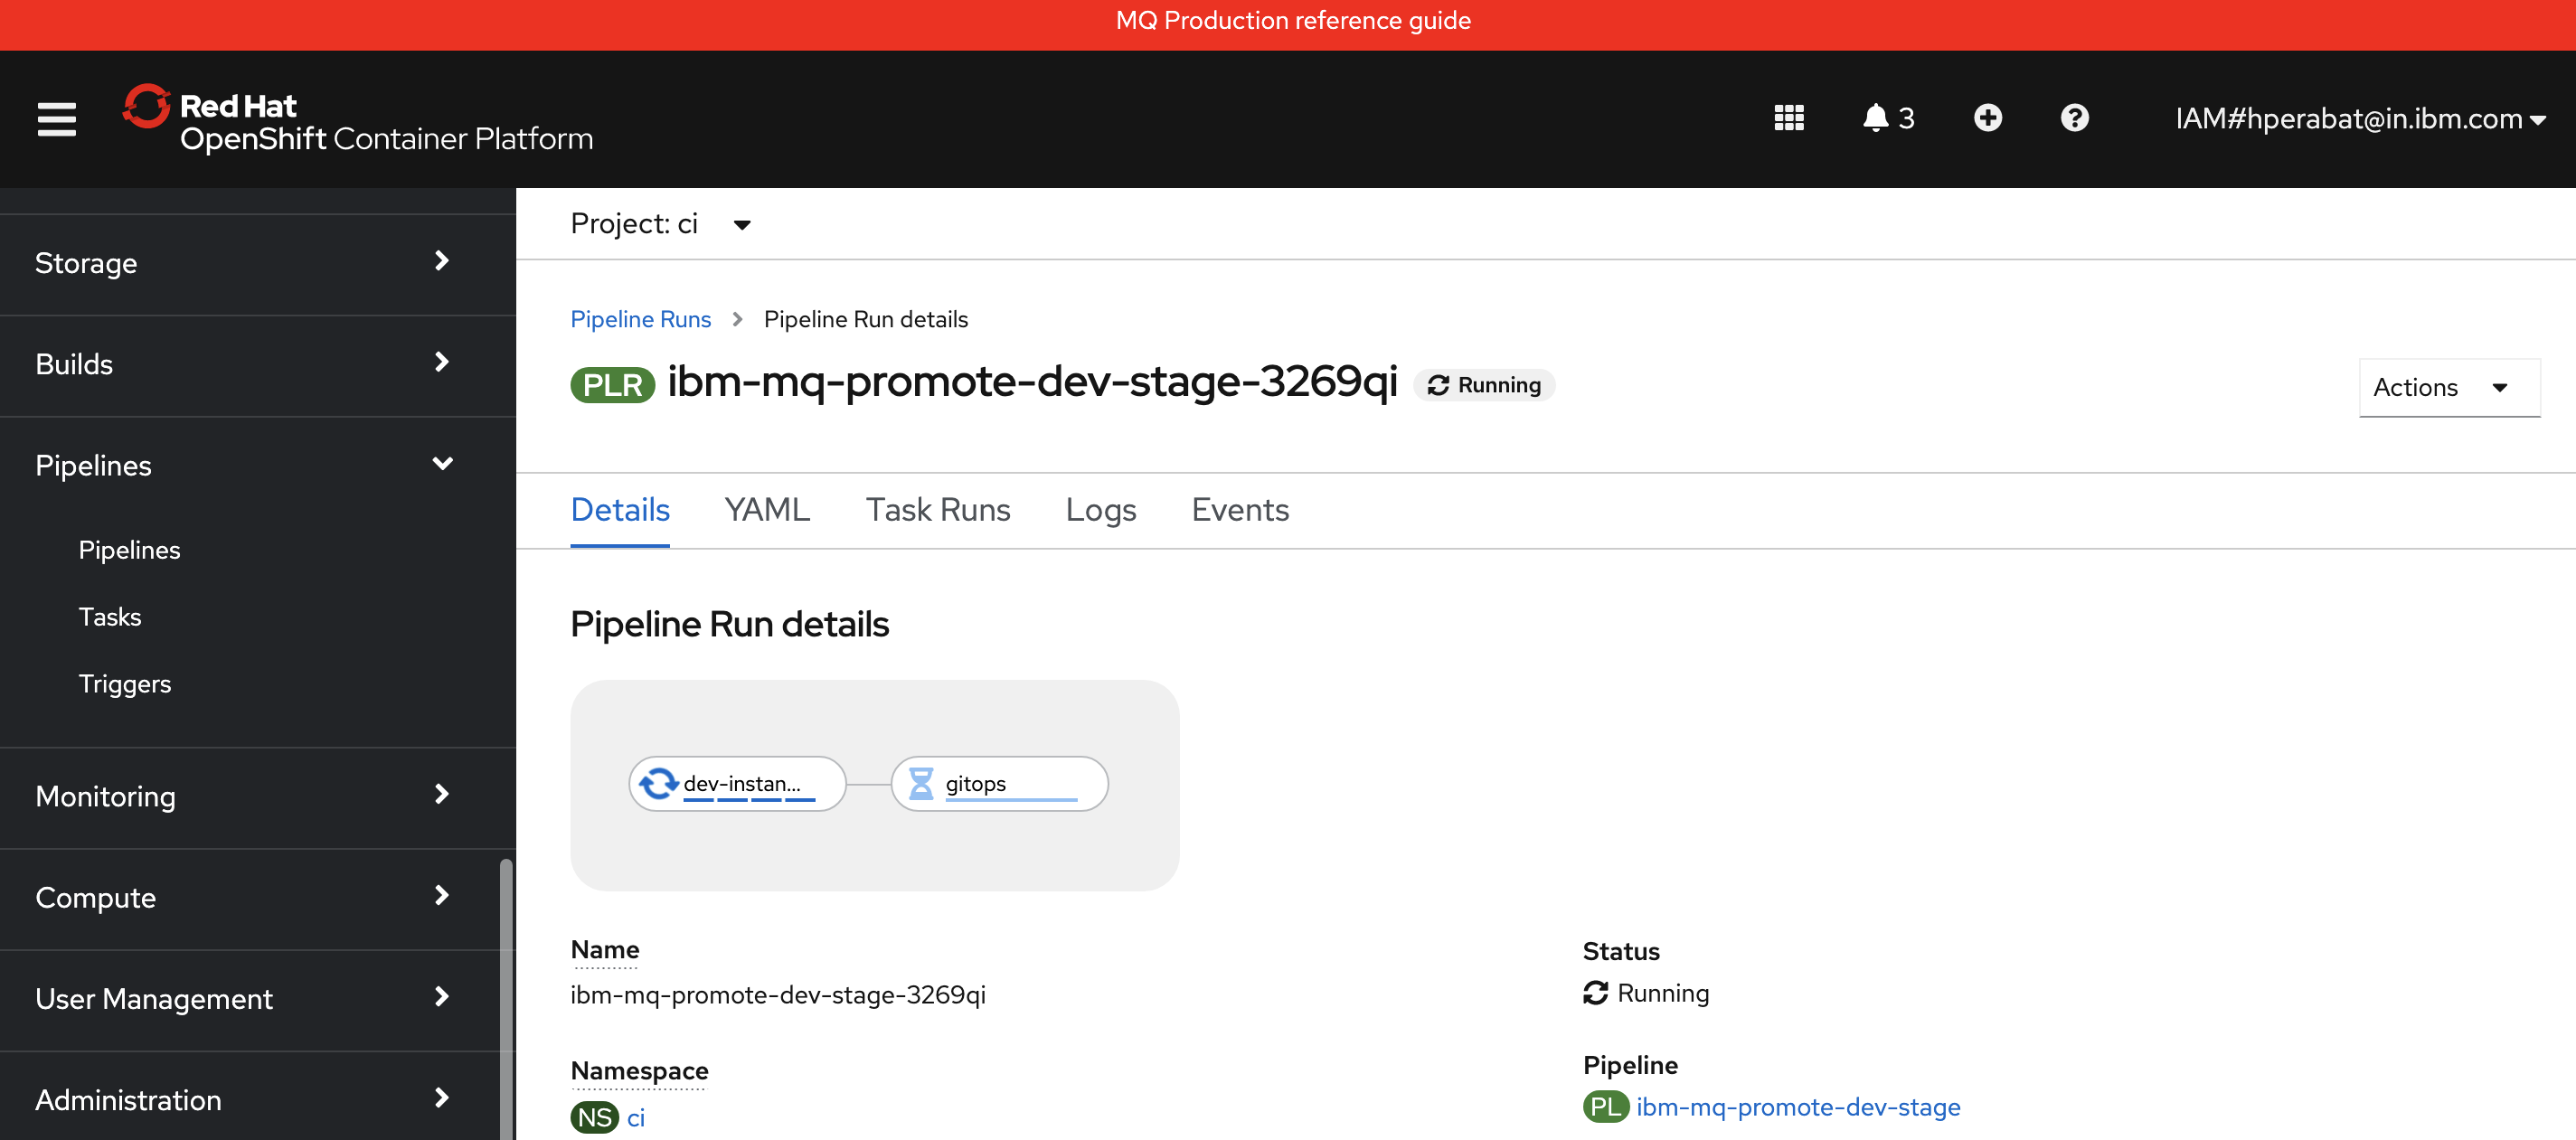 MQ Production reference guide
Red Hat
OpenShift Container Platform
3
IAM#hperabat@in.ibm.com
Storage
Builds
Pipelines
Pipelines
Tasks
Triggers
Monitoring
Compute
User Management
Administration
Project: ci
Pipeline Runs > Pipeline Run details
PLR ibm-mq-promote-dev-stage-3269qi Running
Actions
Details YAML Task Runs Logs Events
Pipeline Run details
dev-instan... gitops
Name
ibm-mq-promote-dev-stage-3269qi
Namespace
NS ci
Status
Running
Pipeline
PL ibm-mq-promote-dev-stage